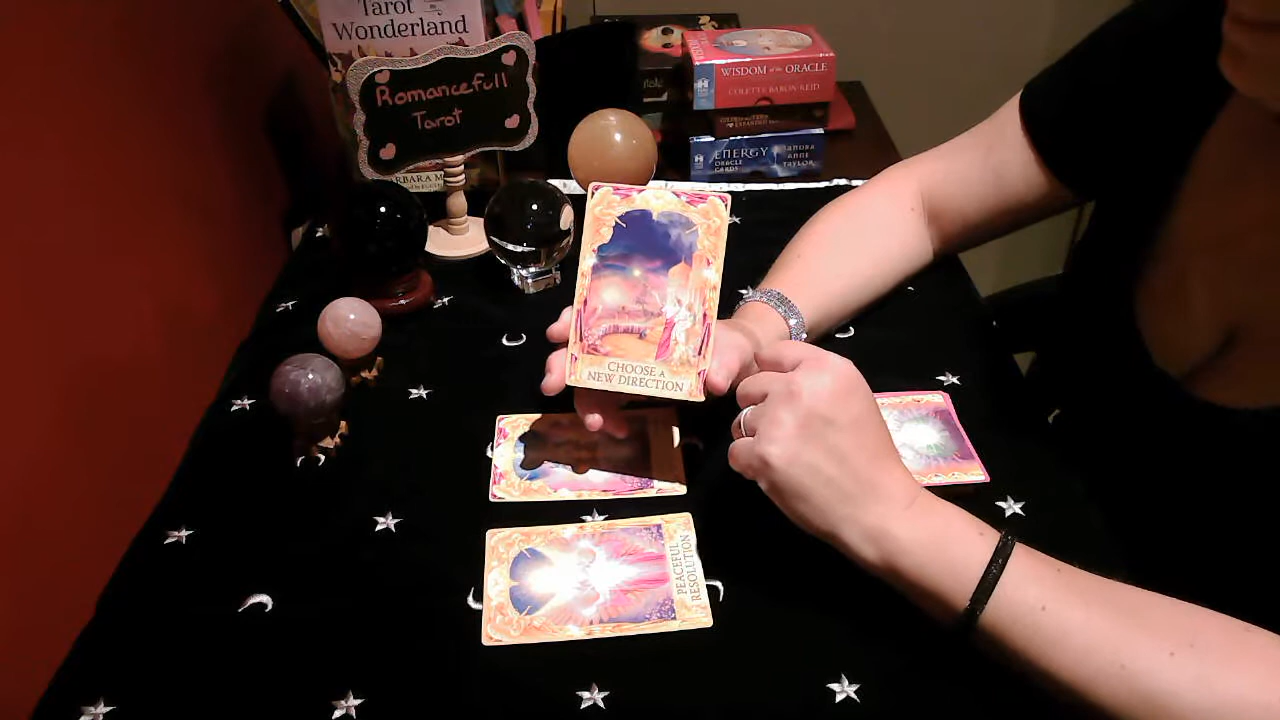 Tarot
Wonderland
Romancefull
Tarot
BARBARA M
WISDOM of the ORACLE
COLETTE BARON REID
ENERGY
ORACLE
CARDS
SANDRA
ANNE
TAYLOR
CHOOSE A
NEW DIRECTION
PEACEFUL
RESOLUTION